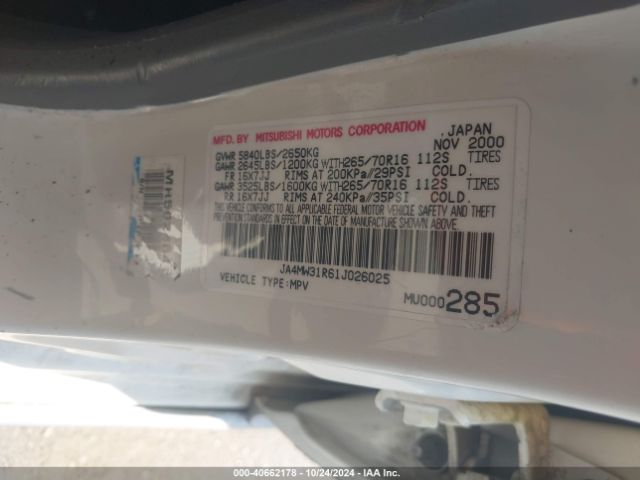 MFD. BY MITSUBISHI MOTORS CORPORATION, JAPAN
NOV 2000
GVWR 5840LBS/2650KG
GAWR 2645LBS/1200KG WITH265/70R16 112S TIRES
FR 16X7JJ RIMS AT 200KPA//29PSI COLD.
GAWR 3525LBS/1600KG WITH265/70R16 112S TIRES
RR 16X7JJ RIMS AT 240KPA//35PSI COLD.
THIS VEHICLE CONFORMS TO ALL APPLICABLE FEDERAL MOTOR VEHICLE SAFETY AND THEFT
PREVENTION STANDARDS IN EFFECT ON THE DATE OF MANUFACTURE SHOWN ABOVE.
JA4MW31R61J026025
VEHICLE TYPE:MPV
MU000285
000-40662178 - 10/24/2024 - IAA Inc.